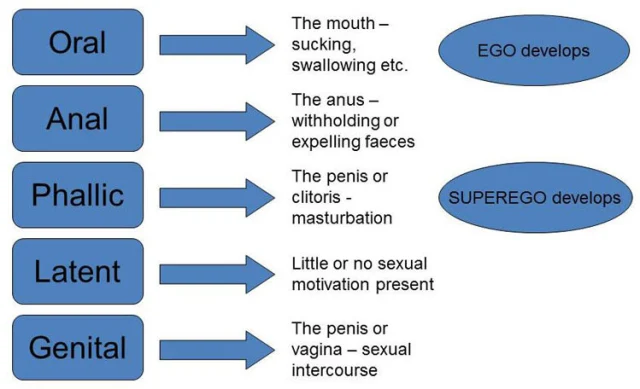 Oral
The mouth –
sucking,
swallowing etc.
EGO develops
Anal
The anus –
withholding or
expelling faeces
Phallic
The penis or
clitoris -
masturbation
SUPEREGO develops
Latent
Little or no sexual
motivation present
Genital
The penis or
vagina – sexual
intercourse